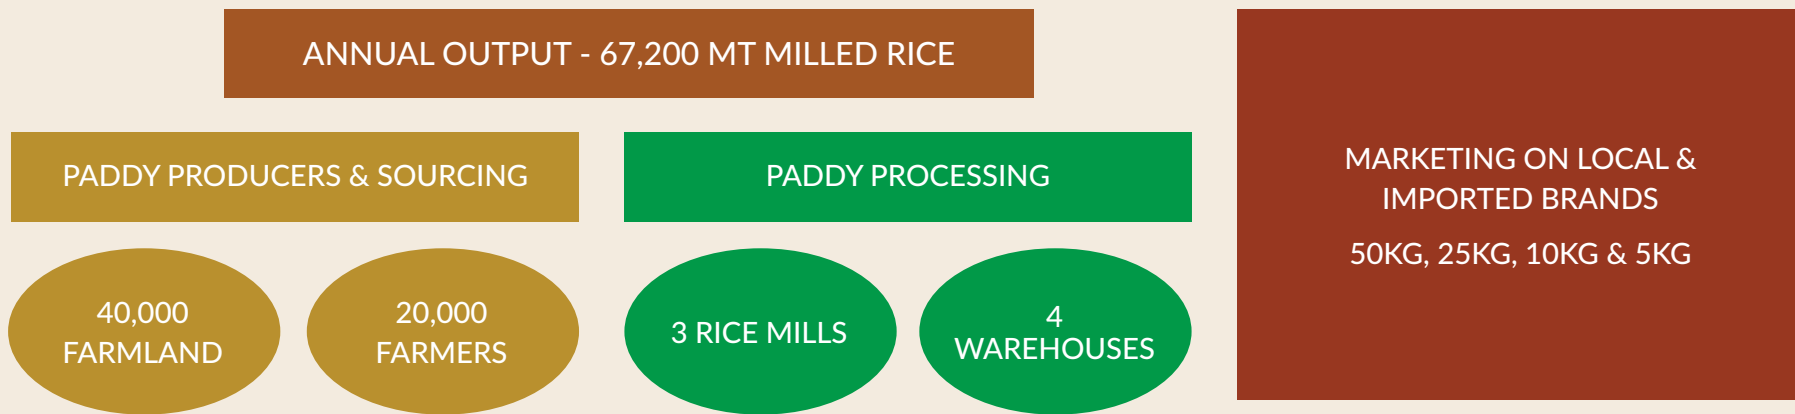 ANNUAL OUTPUT - 67,200 MT MILLED RICE
PADDY PRODUCERS & SOURCING
PADDY PROCESSING
40,000
FARMLAND
20,000
FARMERS
3 RICE MILLS
4
WAREHOUSES
MARKETING ON LOCAL &
IMPORTED BRANDS
50KG, 25KG, 10KG & 5KG